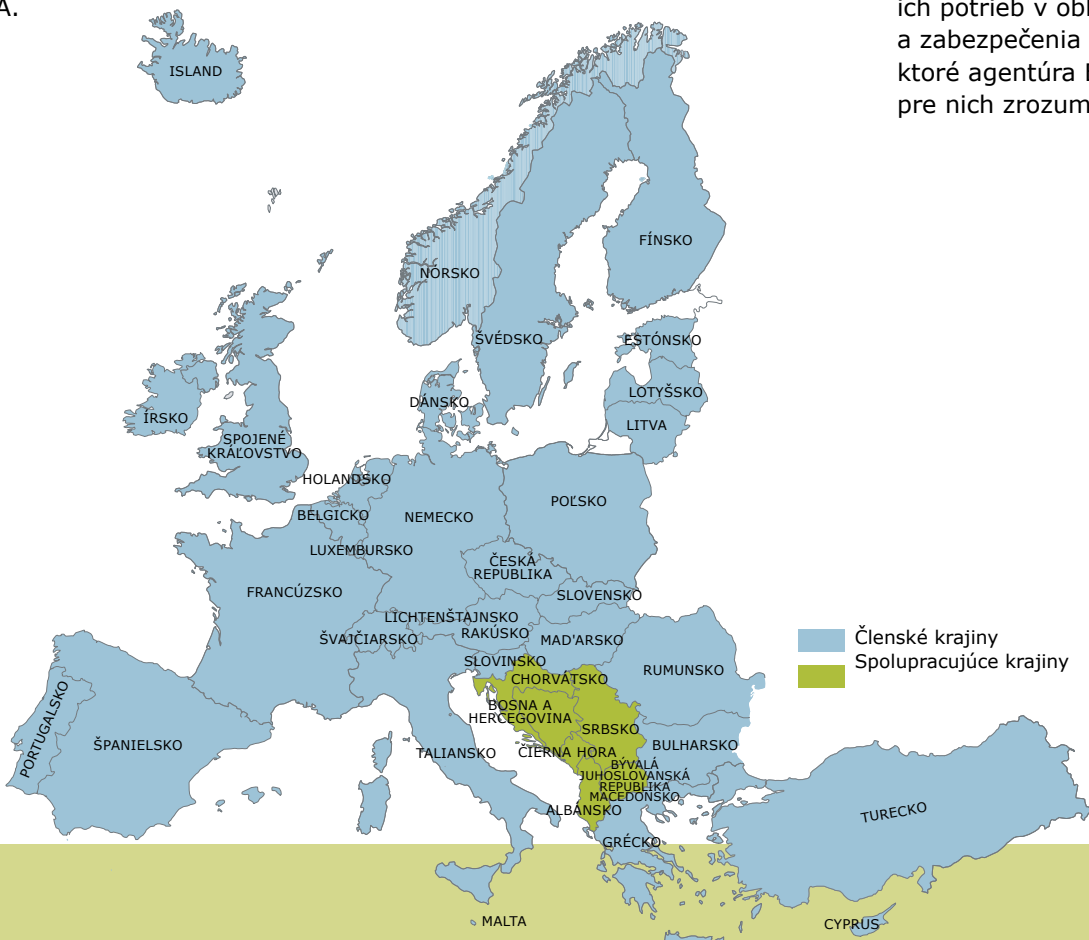 A.
ich potrieb v obl
a zabezpečenia
ktoré agentúra
pre nich zrozum
ISLAND
FÍNSKO
NÓRSKO
ŠVÉDSKO
ESTÓNSKO
LOTYŠSKO
LITVA
DÁNSKO
ÍRSKO
SPOJENÉ
KRÁĽOVSTVO
HOLANDSKO
BELGICKO
NEMECKO
POĽSKO
LUXEMBURSKO
ČESKÁ
REPUBLIKA
FRANCÚZSKO
SLOVENSKO
LICHTENŠTAJNSKO
ŠVAJČIARSKO
RAKÚSKO
MAD'ARSKO
Členské krajiny
Spolupracujúce krajiny
SLOVINSKO
CHORVÁTSKO
RUMUNSKO
BOSNA A
HERCEGOVINA
SRBSKO
PORTUGALSKO
ŠPANIELSKO
TALIANSKO
ČIERNA HORA
BULHARSKO
BÝVALÁ
JUHOSLOVANSKÁ
REPUBLIKA
MACEDÓNSKO
ALBÁNSKO
TURECKO
GRÉCKO
MALTA
CYPRUS